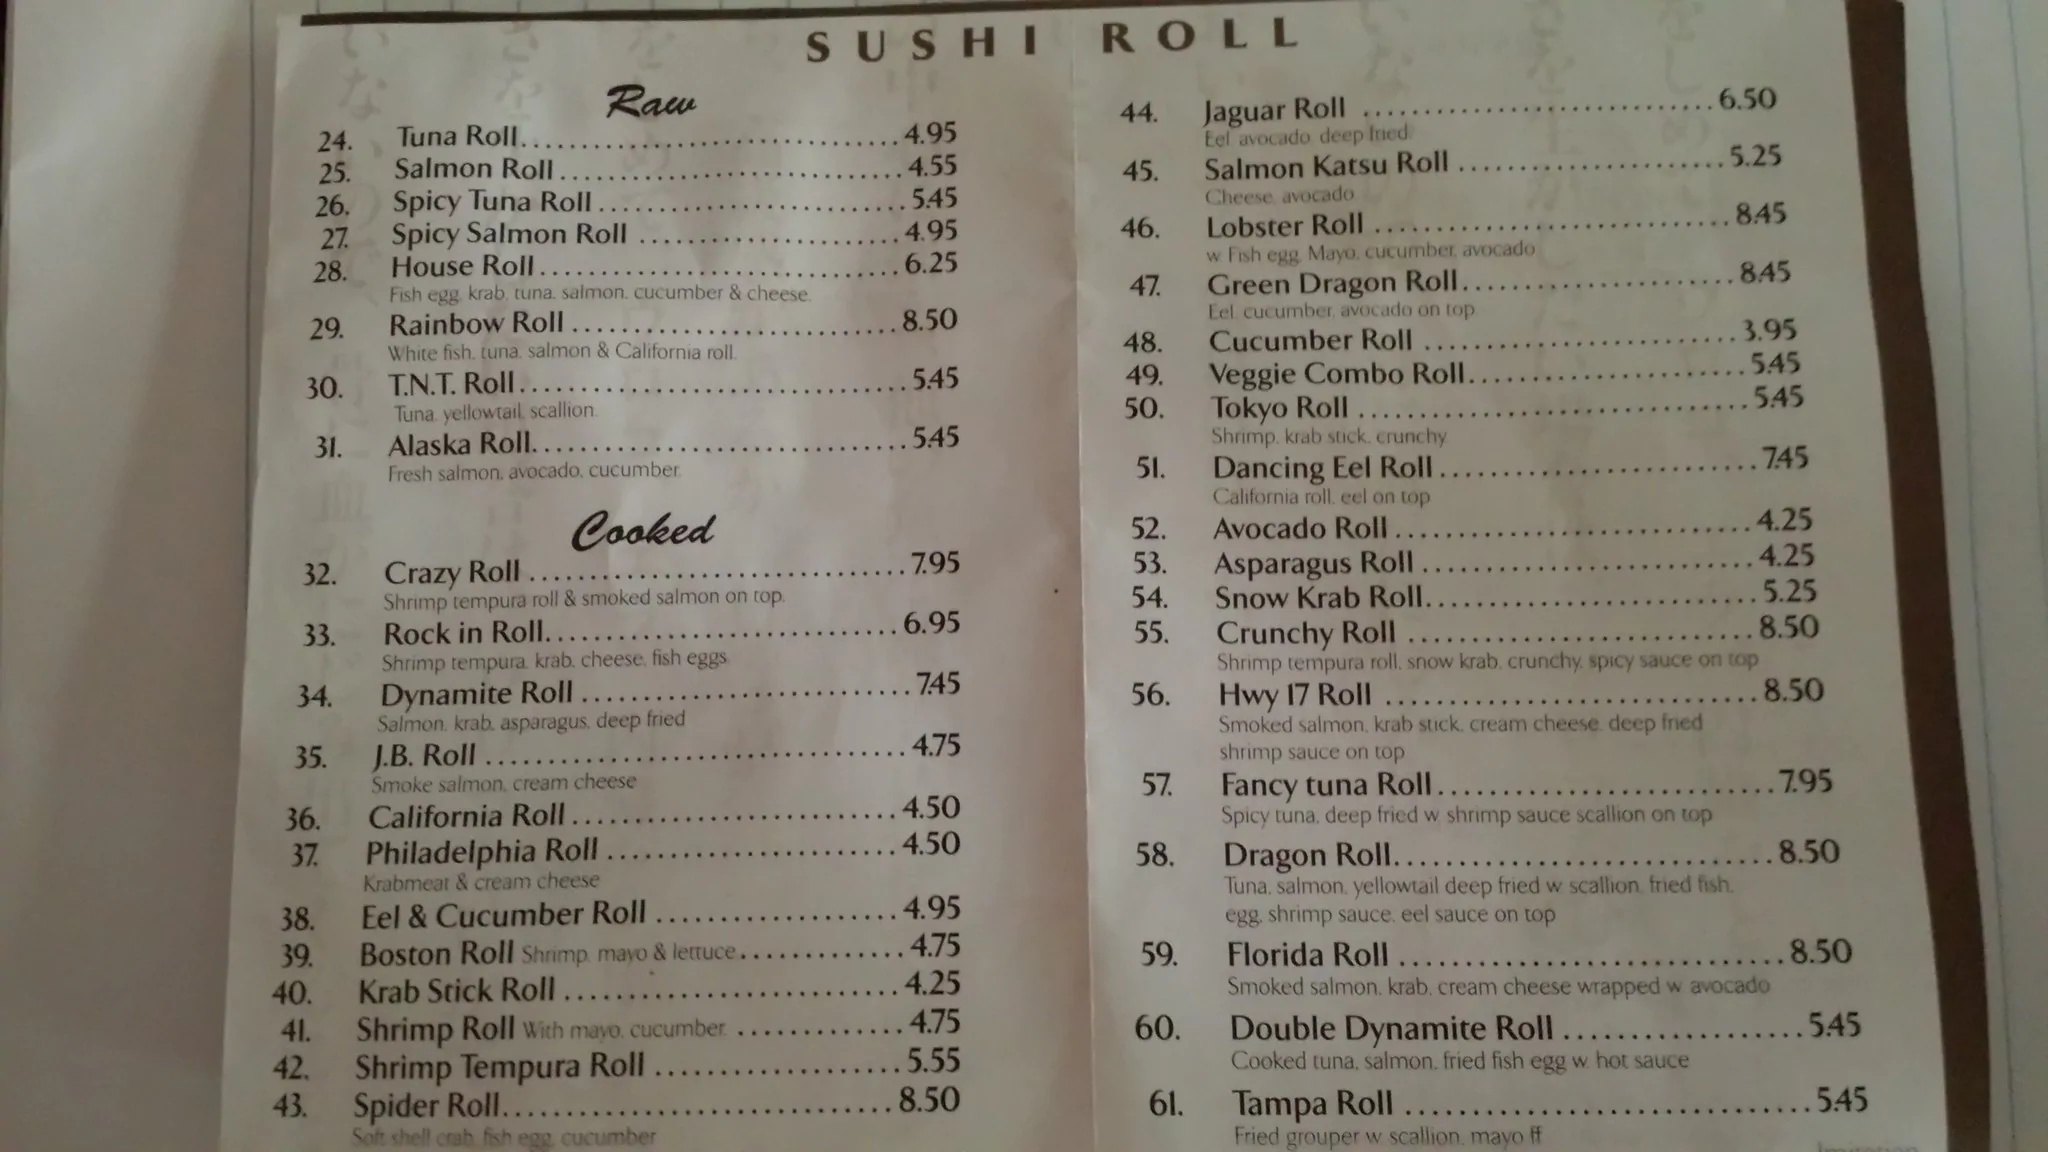 SUSHI ROLL
Raw
24. Tuna Roll 4.95
25. Salmon Roll 4.55
26. Spicy Tuna Roll 5.45
27. Spicy Salmon Roll 4.95
28. House Roll 6.25
Fish egg, krab, tuna, salmon, cucumber & cheese.
29. Rainbow Roll 8.50
White fish, tuna, salmon & California roll.
30. T.N.T. Roll 5.45
Tuna, yellowtail, scallion.
31. Alaska Roll 5.45
Fresh salmon, avocado, cucumber.
Cooked
32. Crazy Roll 7.95
Shrimp tempura roll & smoked salmon on top.
33. Rock in Roll 6.95
Shrimp tempura, krab, cheese, fish eggs
34. Dynamite Roll 7.45
Salmon, krab, asparagus, deep fried
35. J.B. Roll 4.75
Smoke salmon, cream cheese
36. California Roll 4.50
37. Philadelphia Roll 4.50
Krabmeat & cream cheese
38. Eel & Cucumber Roll 4.95
39. Boston Roll Shrimp, mayo & lettuce 4.75
40. Krab Stick Roll 4.25
41. Shrimp Roll With mayo, cucumber. 4.75
42. Shrimp Tempura Roll 5.55
43. Spider Roll 8.50
Soft shell crab, fish egg, cucumber
44. Jaguar Roll 6.50
Eel, avocado, deep fried
45. Salmon Katsu Roll 5.25
Cheese, avocado
46. Lobster Roll 8.45
w. Fish egg, Mayo, cucumber, avocado
47. Green Dragon Roll 8.45
Eel, cucumber, avocado on top
48. Cucumber Roll 3.95
49. Veggie Combo Roll 5.45
50. Tokyo Roll 5.45
Shrimp, krab stick, crunchy
51. Dancing Eel Roll 7.45
California roll, eel on top
52. Avocado Roll 4.25
53. Asparagus Roll 4.25
54. Snow Krab Roll 5.25
55. Crunchy Roll 8.50
Shrimp tempura roll, snow krab, crunchy, spicy sauce on top
56. Hwy 17 Roll 8.50
Smoked salmon, krab stick, cream cheese, deep fried
shrimp sauce on top
57. Fancy tuna Roll 7.95
Spicy tuna, deep fried w. shrimp sauce scallion on top
58. Dragon Roll 8.50
Tuna, salmon, yellowtail deep fried w. scallion, fried fish,
egg, shrimp sauce, eel sauce on top
59. Florida Roll 8.50
Smoked salmon, krab, cream cheese wrapped w. avocado
60. Double Dynamite Roll 5.45
Cooked tuna, salmon, fried fish egg w. hot sauce
61. Tampa Roll 5.45
Fried grouper w. scallion, mayo ff